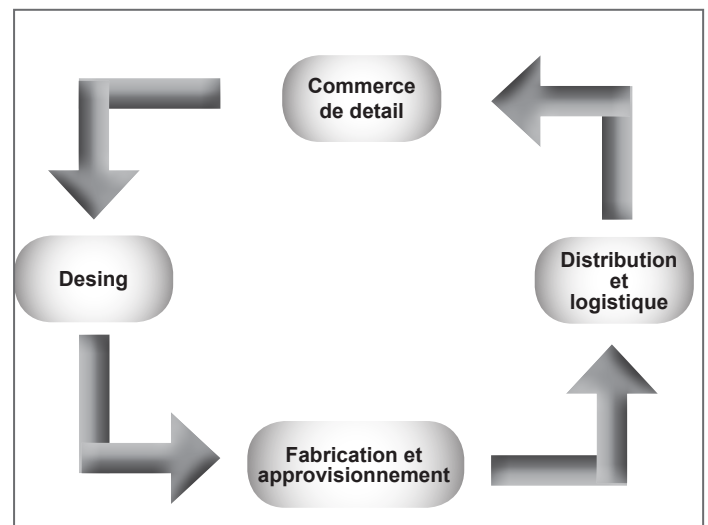 Commerce
de detail
Desing
Distribution
et
logistique
Fabrication et
approvisionnement